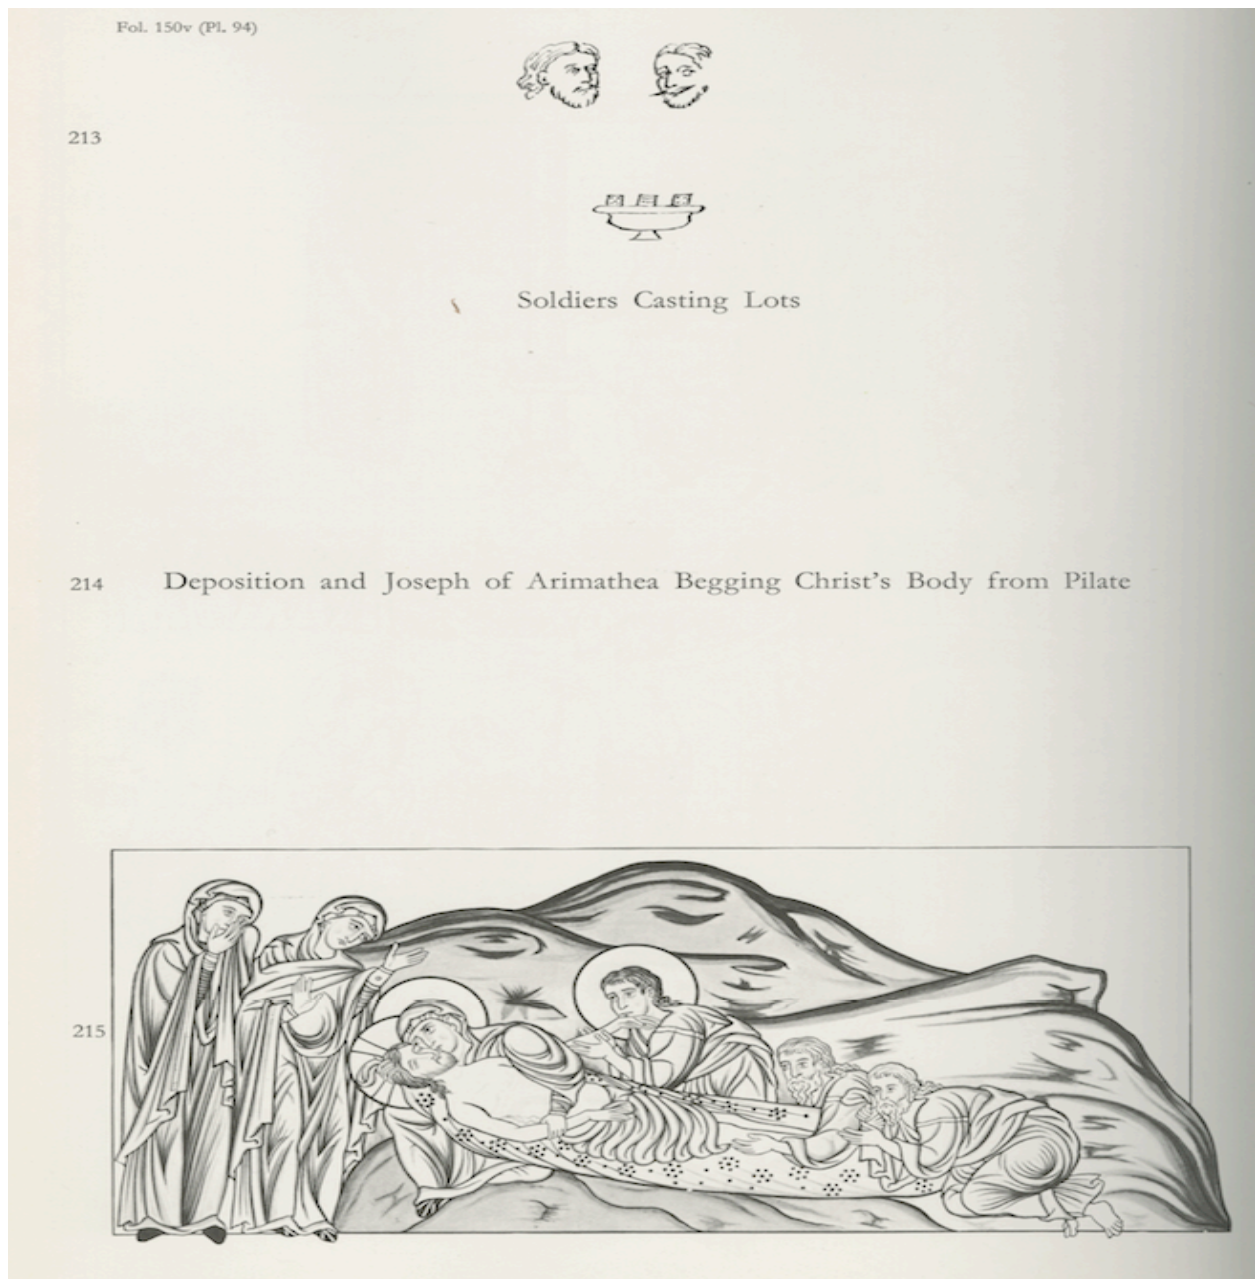 Fol. 150v (Pl. 94)
213
Soldiers Casting Lots
214 Deposition and Joseph of Arimathea Begging Christ's Body from Pilate
215